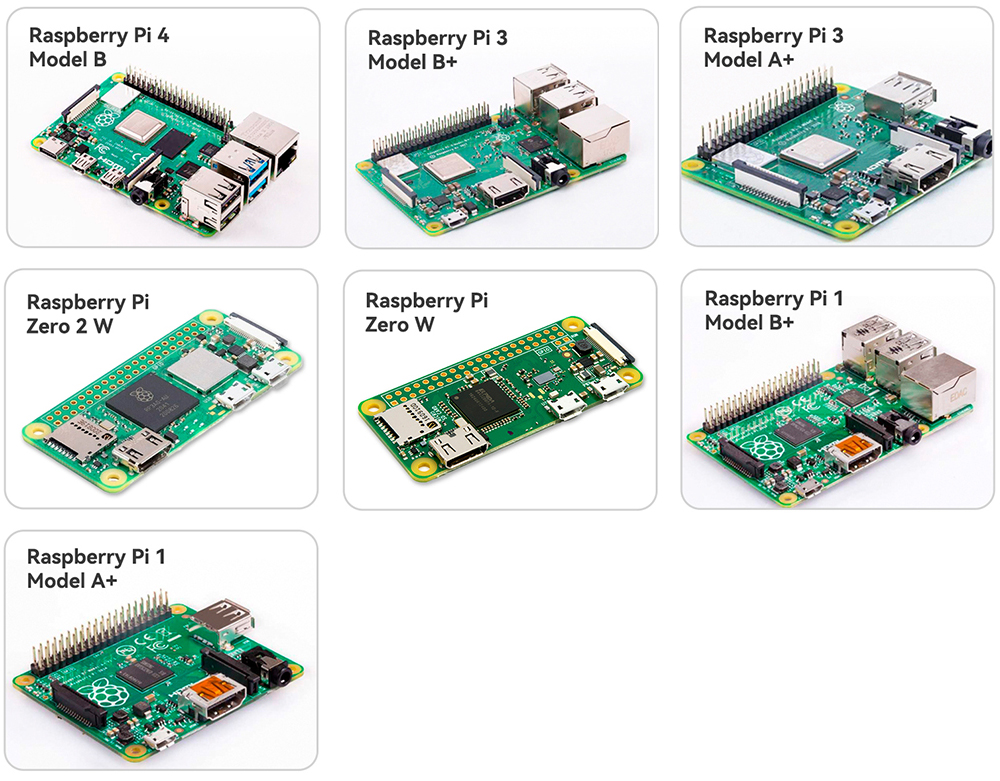 Raspberry Pi 4
Model B
Raspberry Pi 3
Model B+
Raspberry Pi 3
Model A+
Raspberry Pi
Zero 2 W
Raspberry Pi
Zero W
Raspberry Pi 1
Model B+
Raspberry Pi 1
Model A+